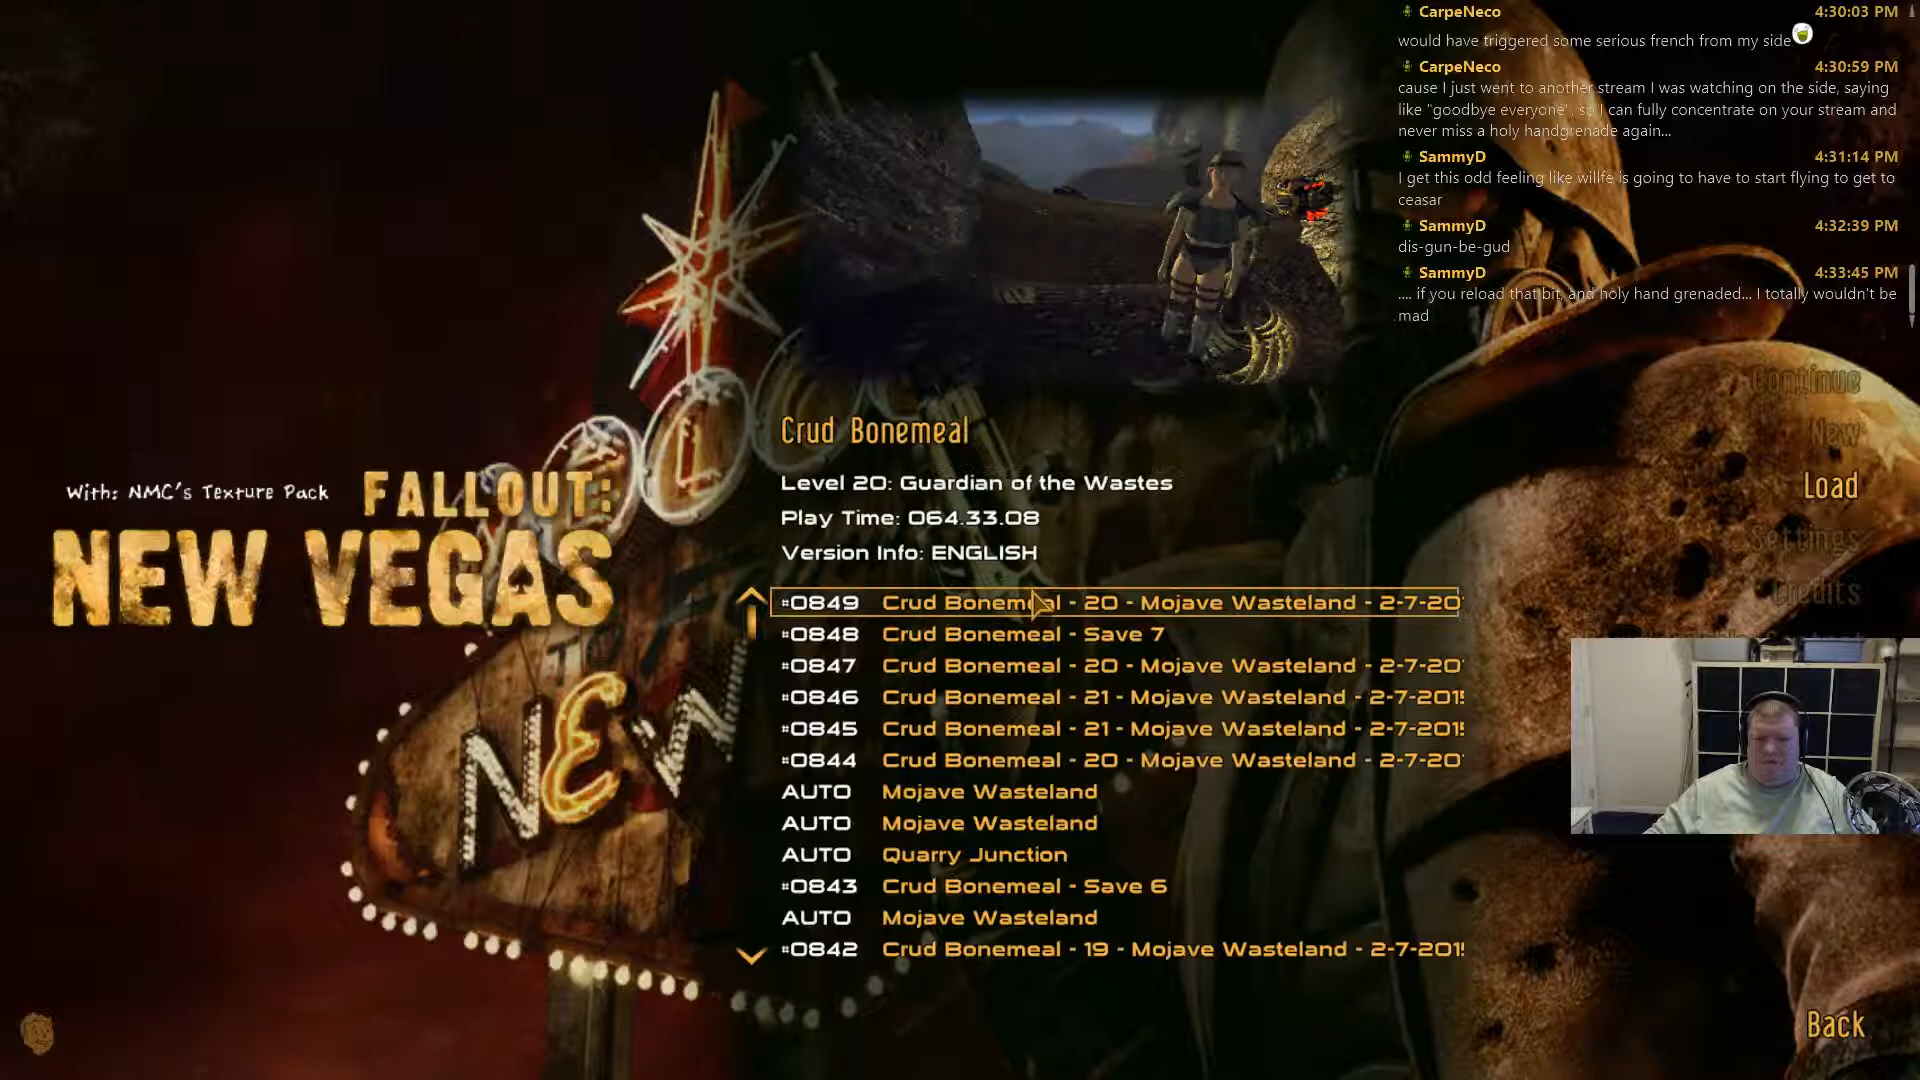 CarpeNeco 4:30:03 PM
would have triggered some serious french from my side
CarpeNeco 4:30:59 PM
cause I just went to another stream I was watching on the side, saying
like "goodbye everyone", so I can fully concentrate on your stream and
never miss a holy handgrenade again...
SammyD 4:31:14 PM
I get this odd feeling like willfe is going to have to start flying to get to
ceasar
SammyD 4:32:39 PM
dis-gun-be-gud
SammyD 4:33:45 PM
.... if you reload that bit, and holy hand grenaded... I totally wouldn't be
mad
With: NMC's Texture Pack
FALLOUT:
NEW VEGAS
NEW
Crud Bonemeal
Level 20: Guardian of the Wastes
Play Time: 064.33.08
Version Info: ENGLISH
#0849 Crud Bonemeal - 20 - Mojave Wasteland - 2-7-20
#0848 Crud Bonemeal - Save 7
#0847 Crud Bonemeal - 20 - Mojave Wasteland - 2-7-20
#0846 Crud Bonemeal - 21 - Mojave Wasteland - 2-7-201
#0845 Crud Bonemeal - 21 - Mojave Wasteland - 2-7-201
#0844 Crud Bonemeal - 20 - Mojave Wasteland - 2-7-20
AUTO Mojave Wasteland
AUTO Mojave Wasteland
AUTO Quarry Junction
#0843 Crud Bonemeal - Save 6
AUTO Mojave Wasteland
#0842 Crud Bonemeal - 19 - Mojave Wasteland - 2-7-201
Continue
New
Load
Settings
Credits
Back